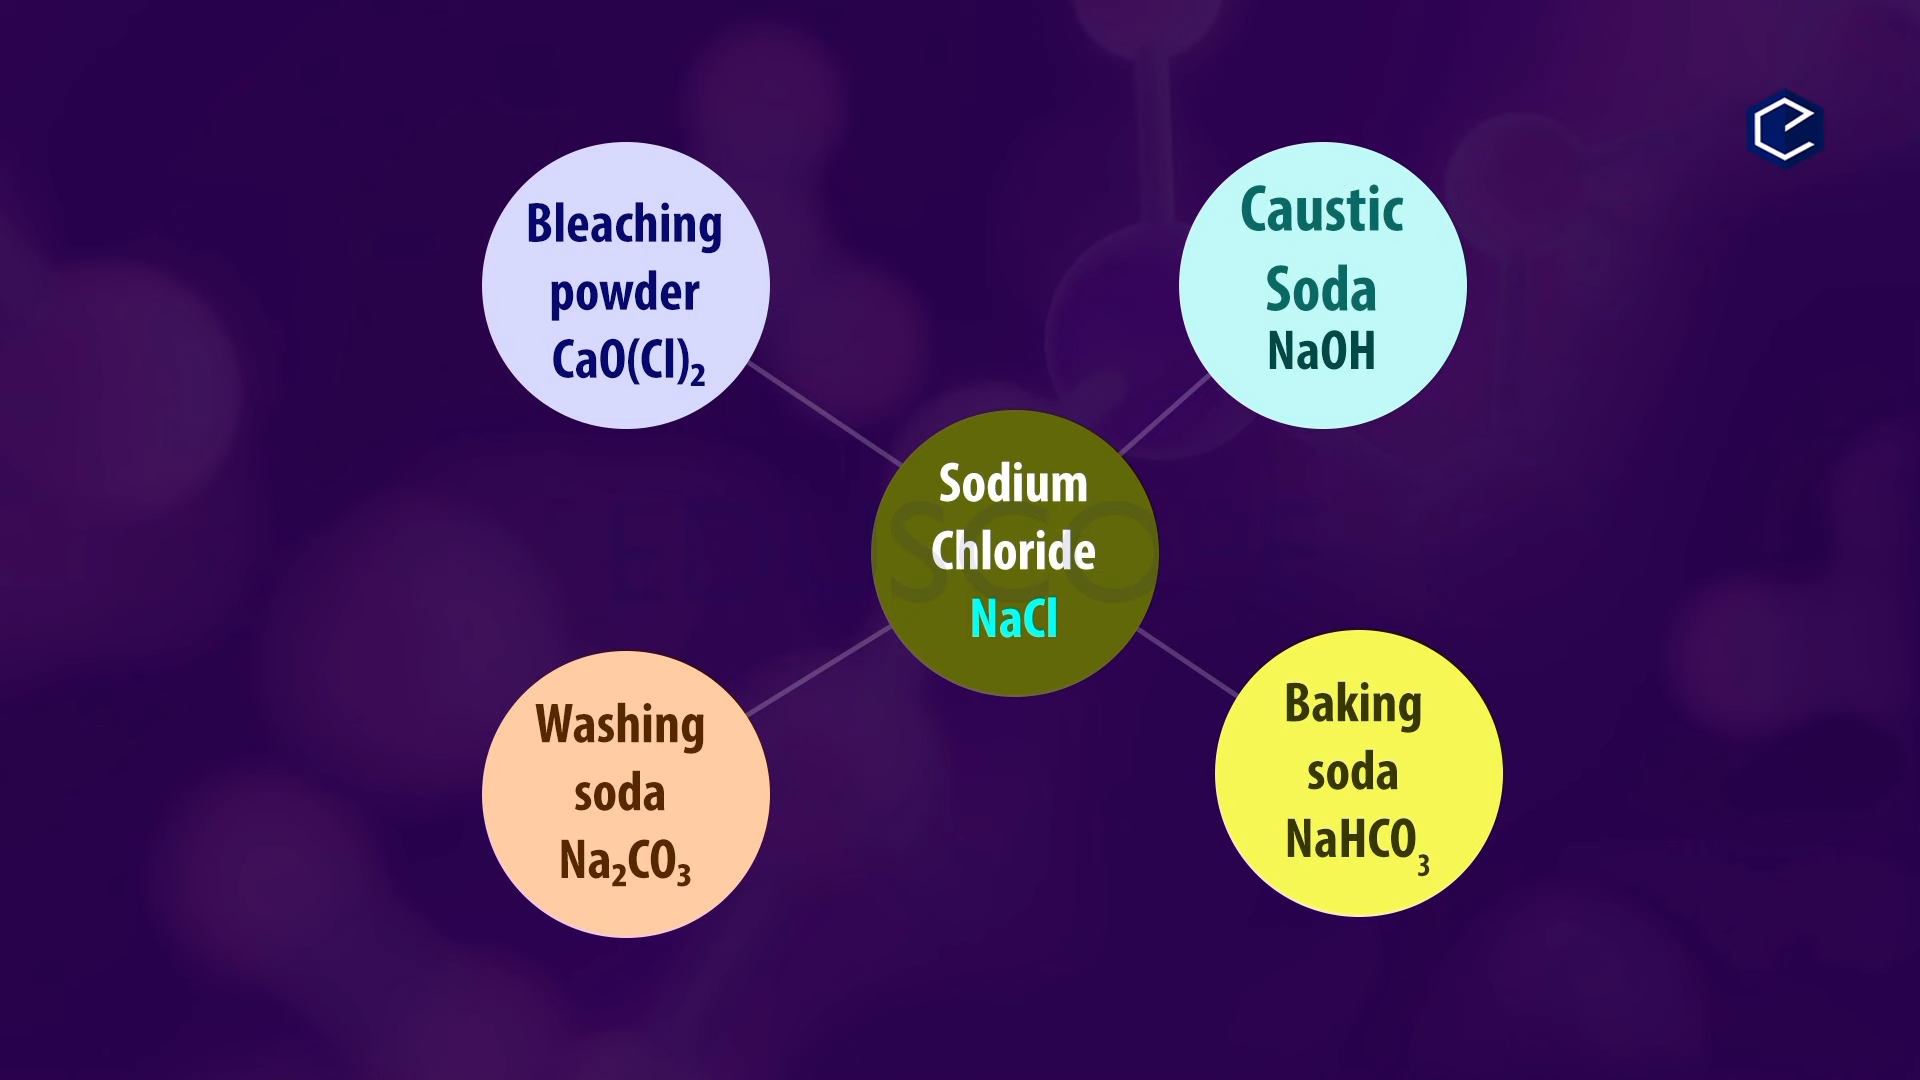 Bleaching
powder
CaO(Cl)₂
Caustic
Soda
NaOH
Sodium
Chloride
NaCl
Washing
soda
Na₂CO₃
Baking
soda
NaHCO₃